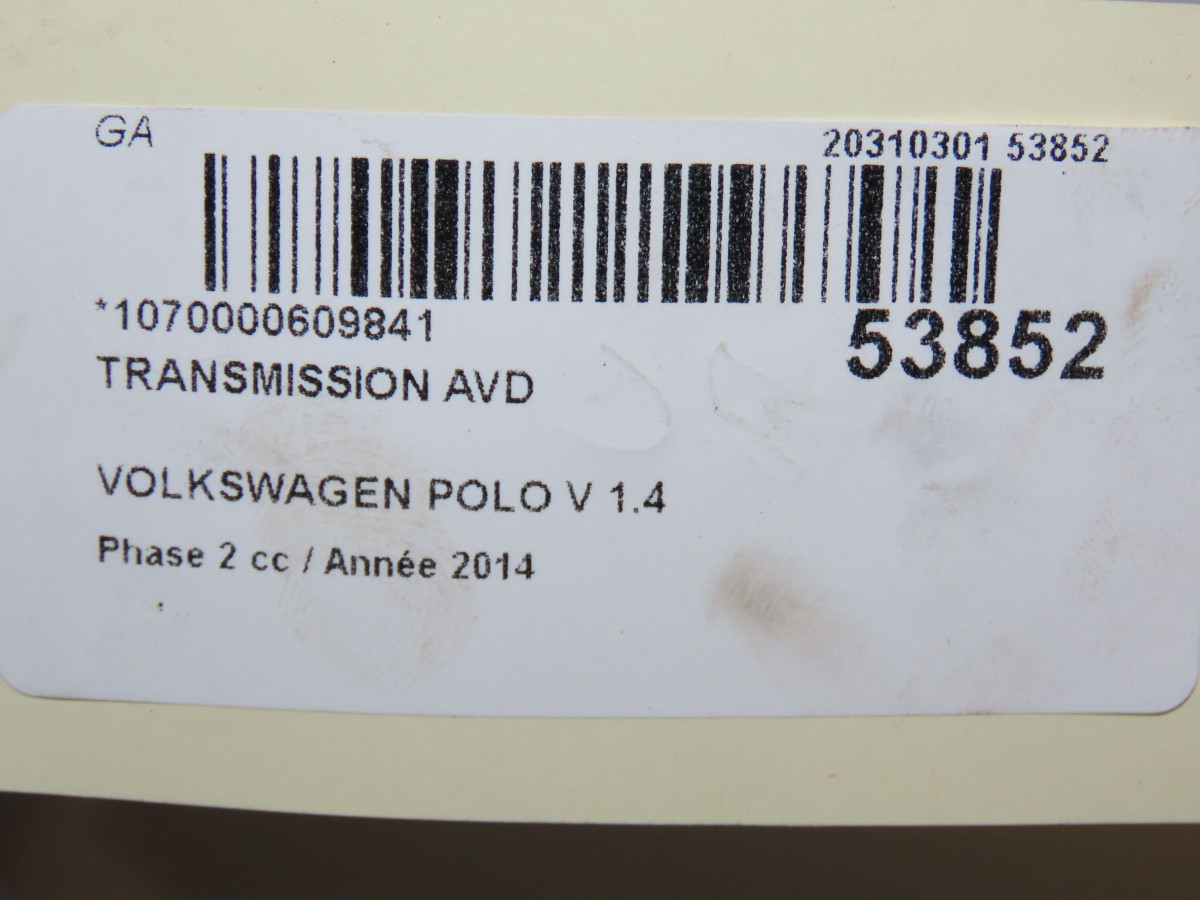 GA
20310301 53852
*1070000609841
53852
TRANSMISSION AVD
VOLKSWAGEN POLO V 1.4
Phase 2 cc / Année 2014